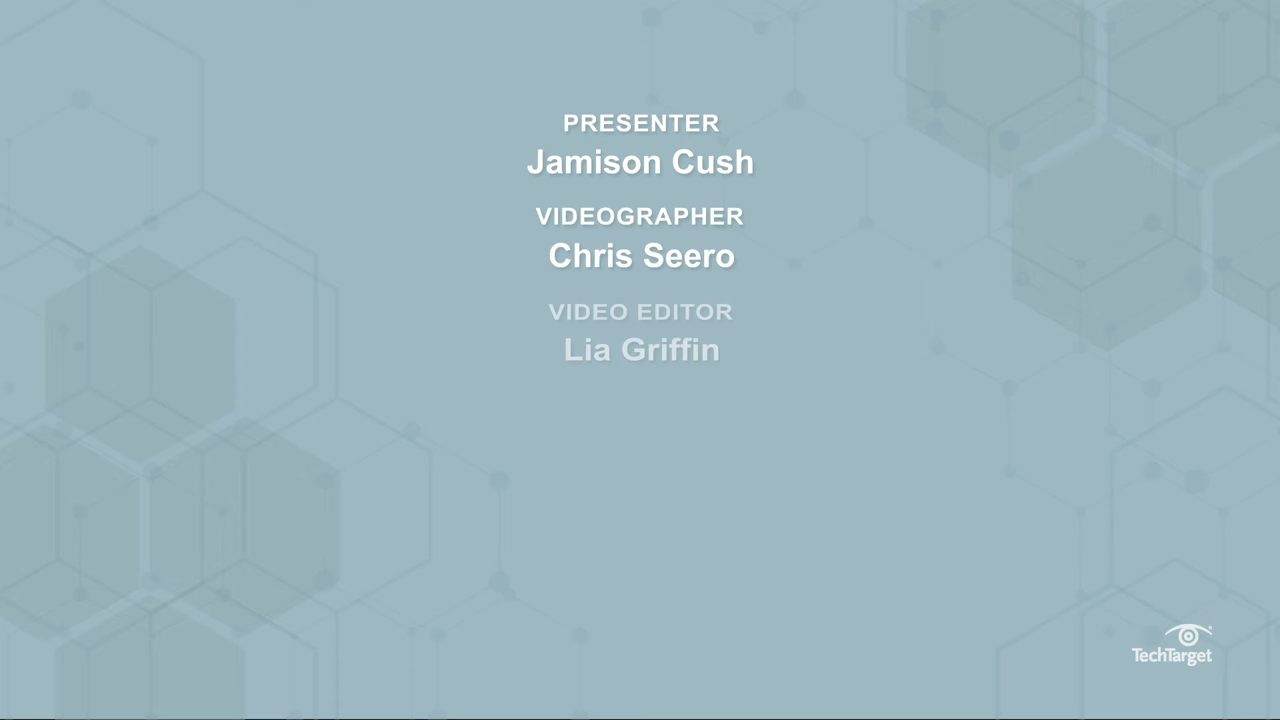 PRESENTER
Jamison Cush
VIDEOGRAPHER
Chris Seero
VIDEO EDITOR
Lia Griffin
TechTarget